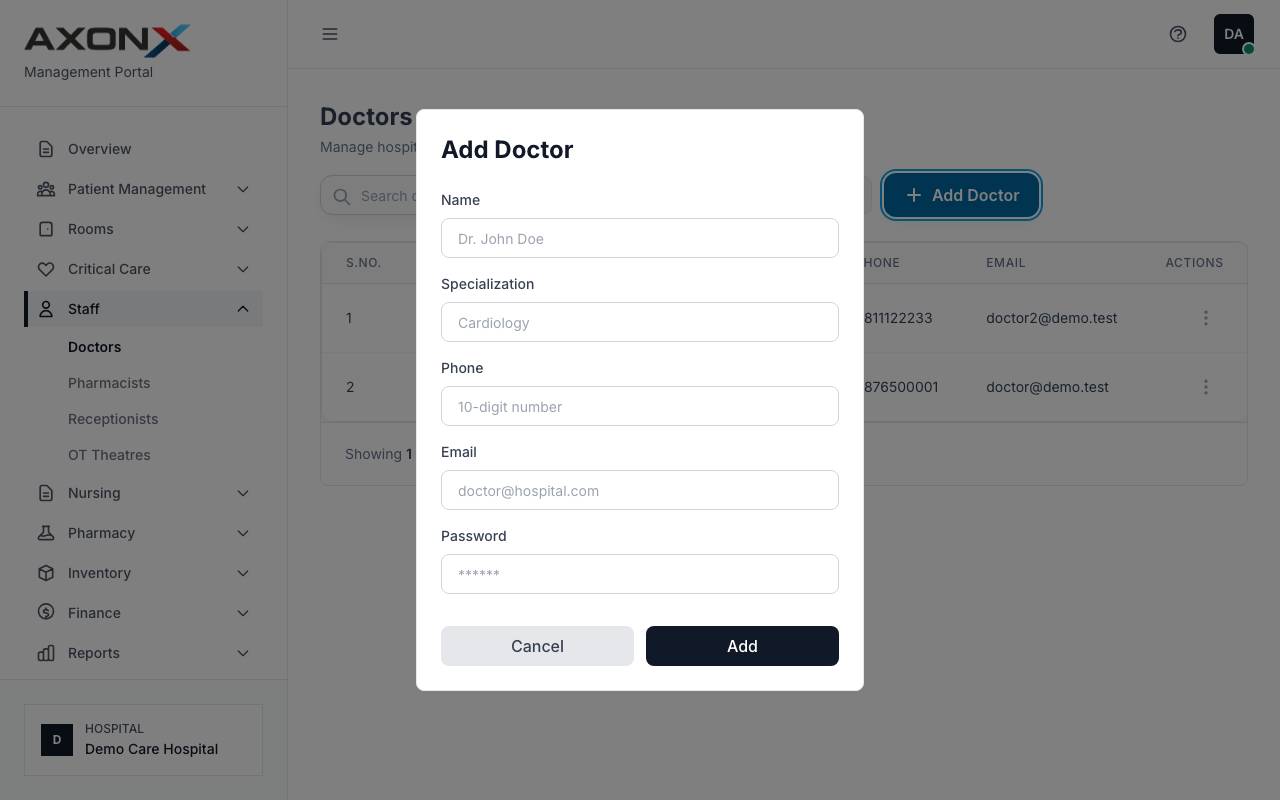 AXONX
Management Portal
DA
Overview
Patient Management
Rooms
Critical Care
Staff
Doctors
Pharmacists
Receptionists
OT Theatres
Nursing
Pharmacy
Inventory
Finance
Reports
D
HOSPITAL
Demo Care Hospital
Doctors
Manage
Search
Add Doctor
S.NO.
EMAIL
ACTIONS
1
811122233
doctor2@demo.test
2
876500001
doctor@demo.test
Showing 1
Add Doctor
Name
Dr. John Doe
Specialization
Cardiology
Phone
10-digit number
Email
doctor@hospital.com
Password
******
Cancel
Add